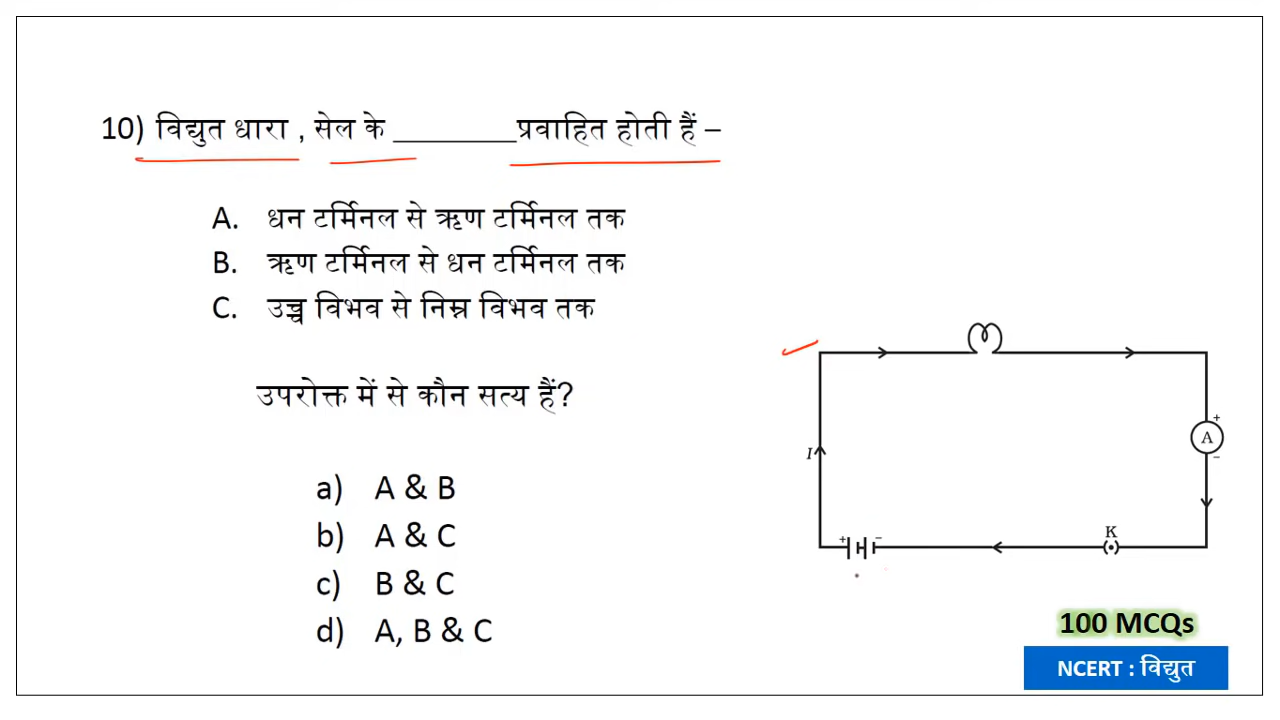 10) विद्युत धारा , सेल के ________ प्रवाहित होती हैं –
A. धन टर्मिनल से ऋण टर्मिनल तक
B. ऋण टर्मिनल से धन टर्मिनल तक
C. उच्च विभव से निम्न विभव तक
उपरोक्त में से कौन सत्य हैं?
a) A & B
b) A & C
c) B & C
d) A, B & C
I
+
A
−
K
+ −
100 MCQs
NCERT : विद्युत